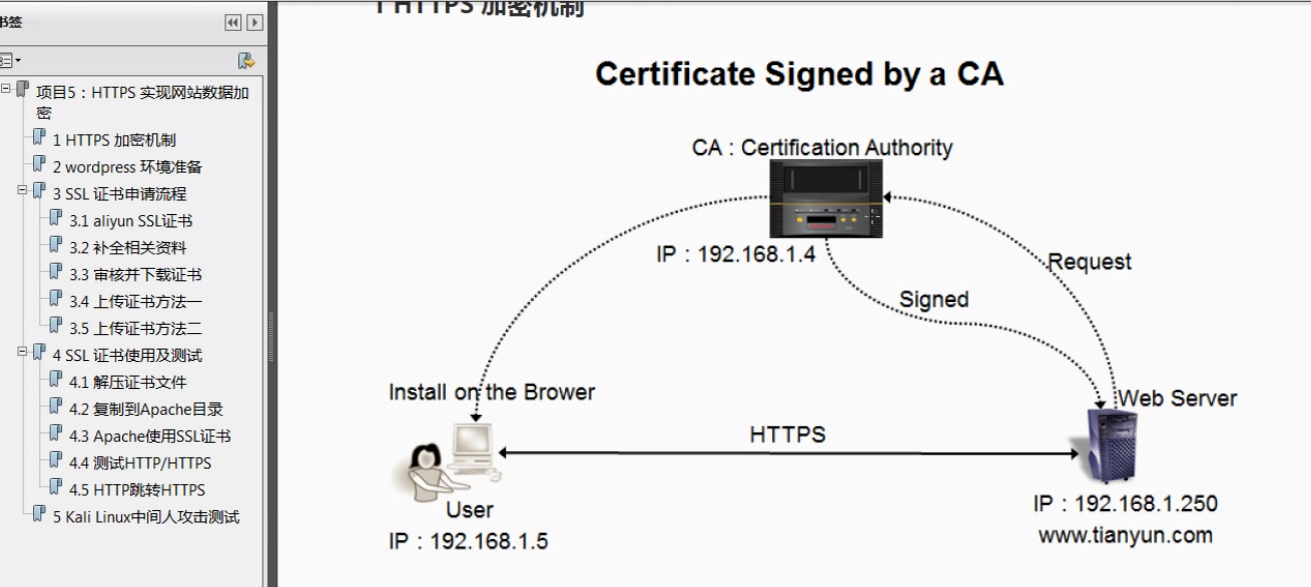 书签
项目5：HTTPS 实现网站数据加
密
1 HTTPS 加密机制
2 wordpress 环境准备
3 SSL 证书申请流程
3.1 aliyun SSL证书
3.2 补全相关资料
3.3 审核并下载证书
3.4 上传证书方法一
3.5 上传证书方法二
4 SSL 证书使用及测试
4.1 解压证书文件
4.2 复制到Apache目录
4.3 Apache使用SSL证书
4.4 测试HTTP/HTTPS
4.5 HTTP跳转HTTPS
5 Kali Linux中间人攻击测试
1 HTTPS 加密机制
Certificate Signed by a CA
CA : Certification Authority
IP : 192.168.1.4
Request
Signed
Install on the Brower
Web Server
HTTPS
User
IP : 192.168.1.5
IP : 192.168.1.250
www.tianyun.com